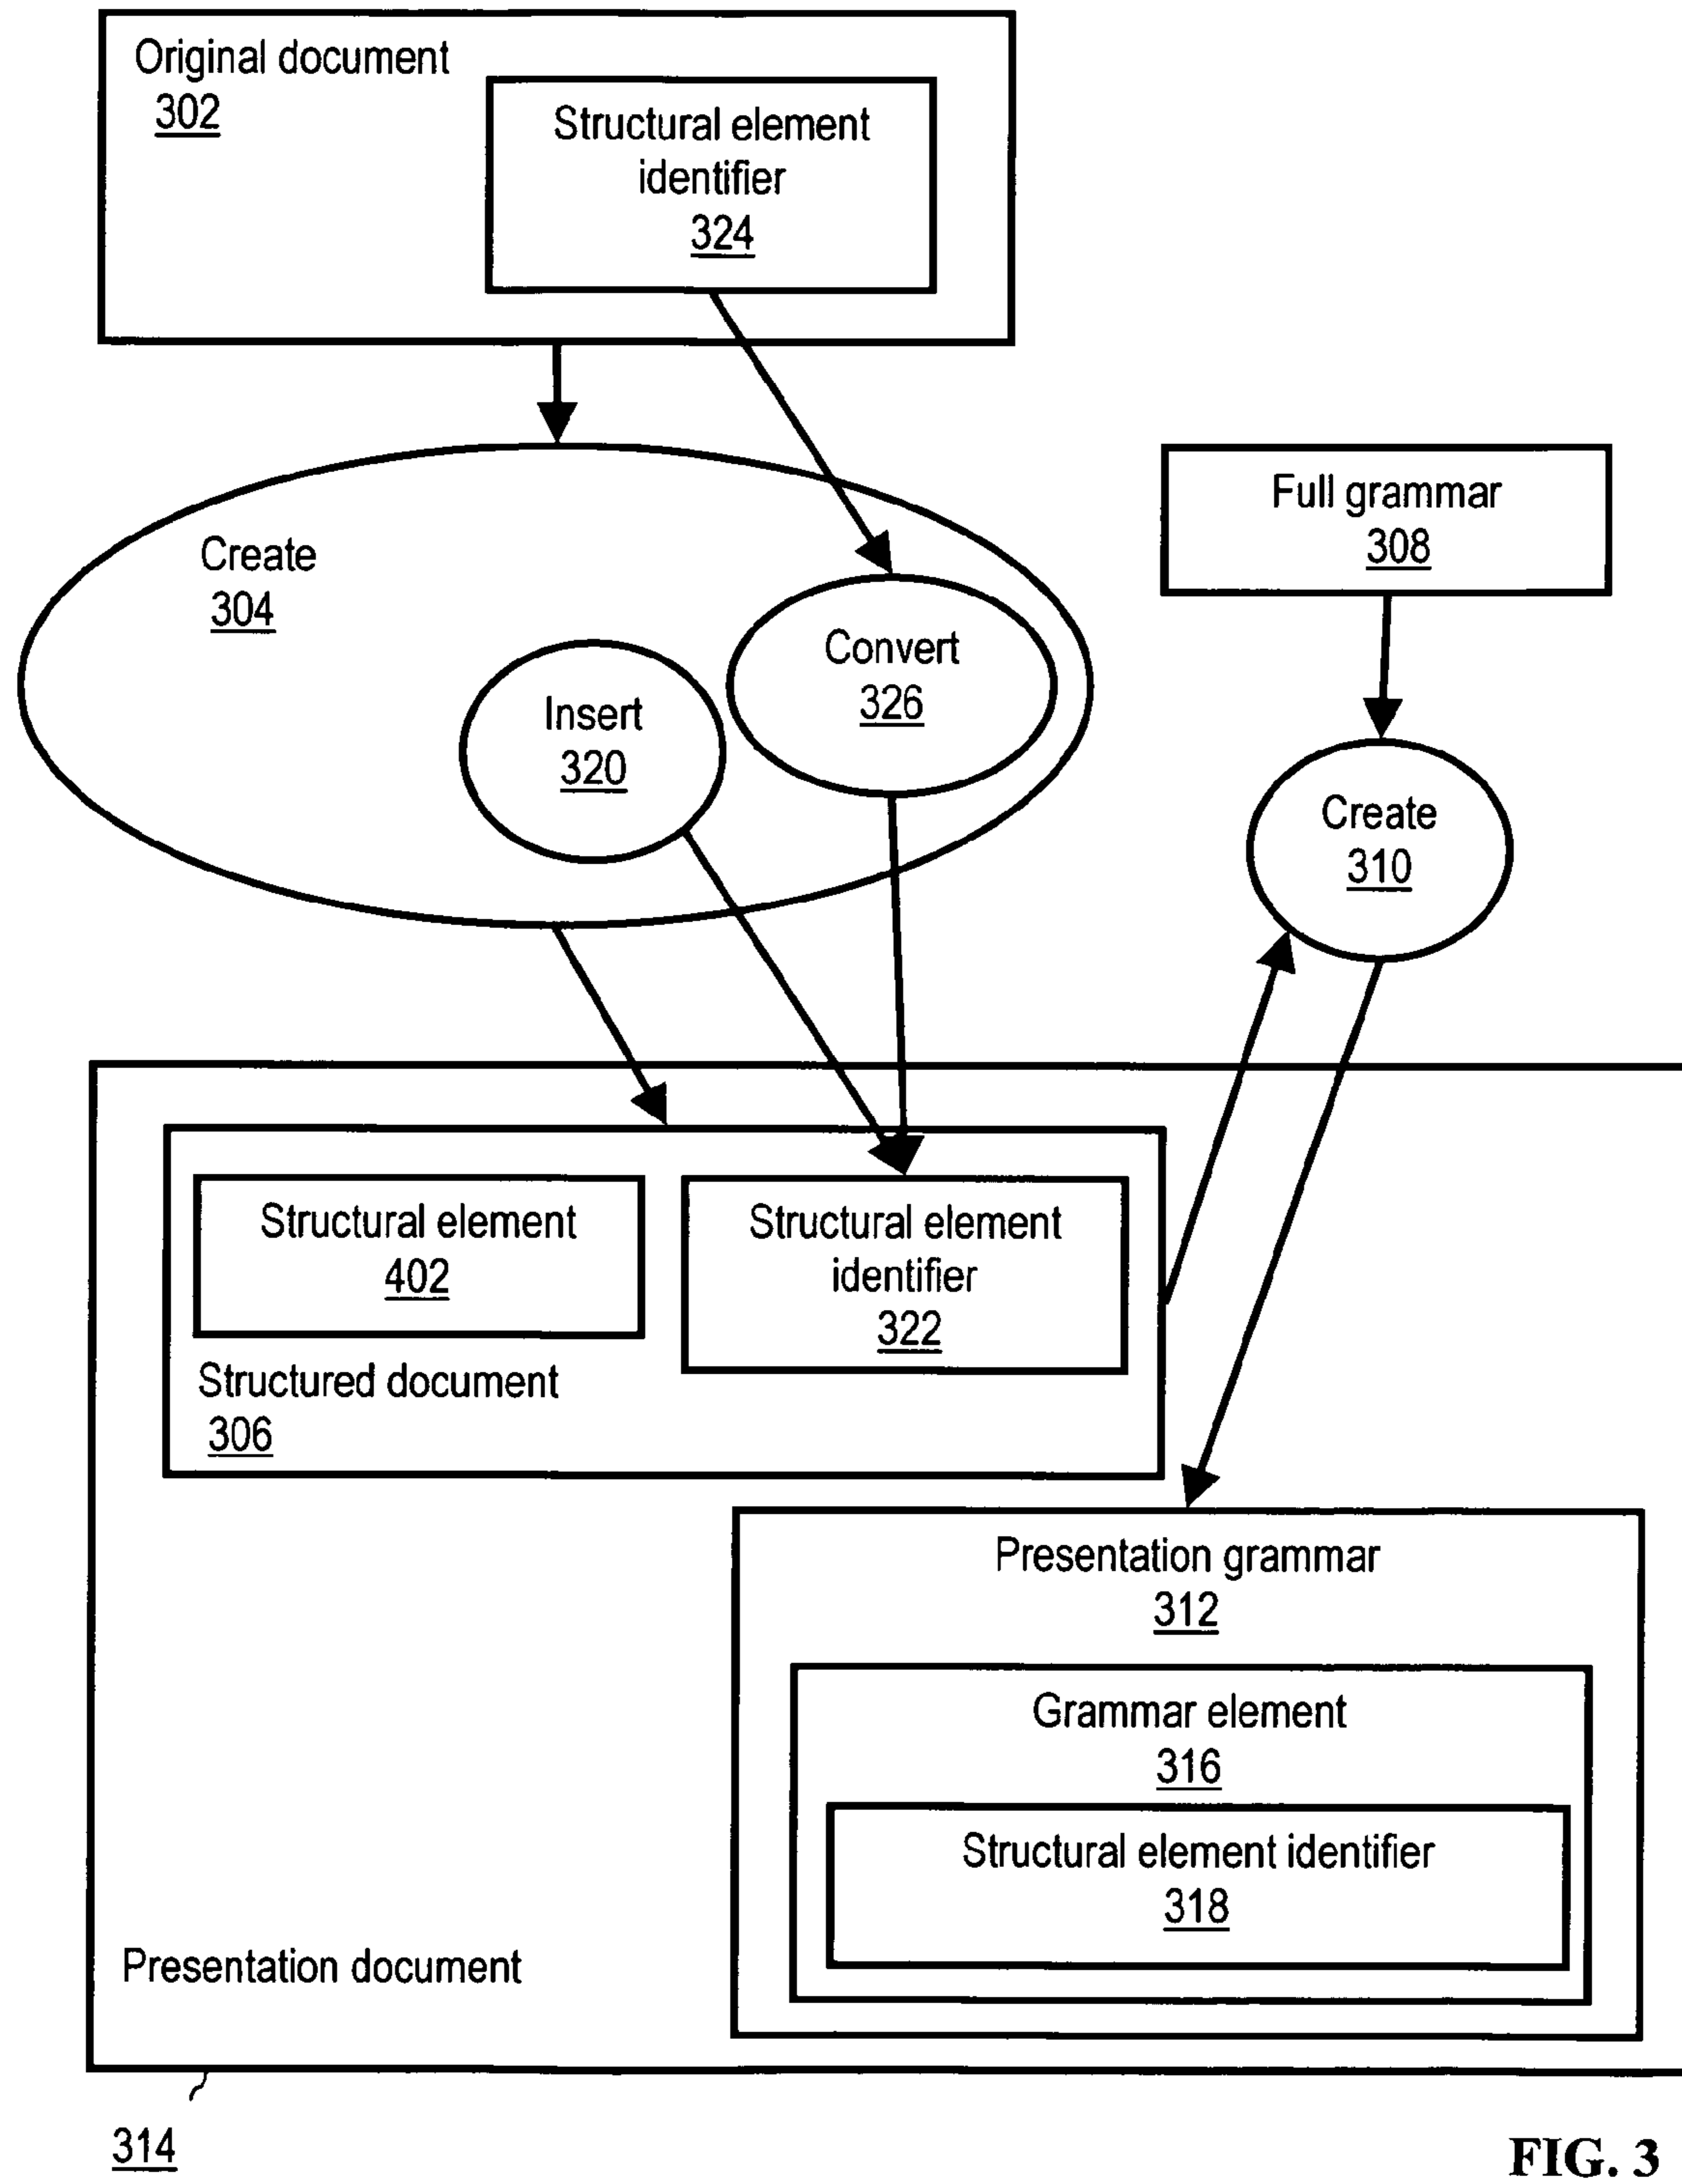 Original document
302
Structural element
identifier
324
Full grammar
308
Create
304
Convert
326
Insert
320
Create
310
Structural element
402
Structural element
identifier
322
Structured document
306
Presentation grammar
312
Grammar element
316
Structural element identifier
318
Presentation document
314
FIG. 3